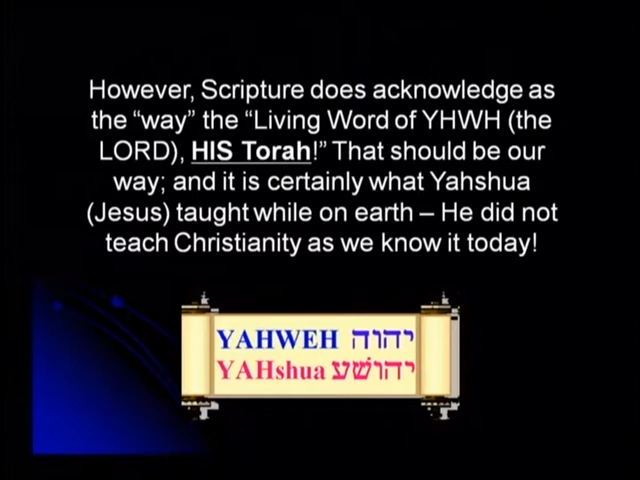 However, Scripture does acknowledge as
the “way” the “Living Word of YHWH (the
LORD), HIS Torah!” That should be our
way; and it is certainly what Yahshua
(Jesus) taught while on earth – He did not
teach Christianity as we know it today!
YAHWEH יהוה
YAHshua יהושׁע